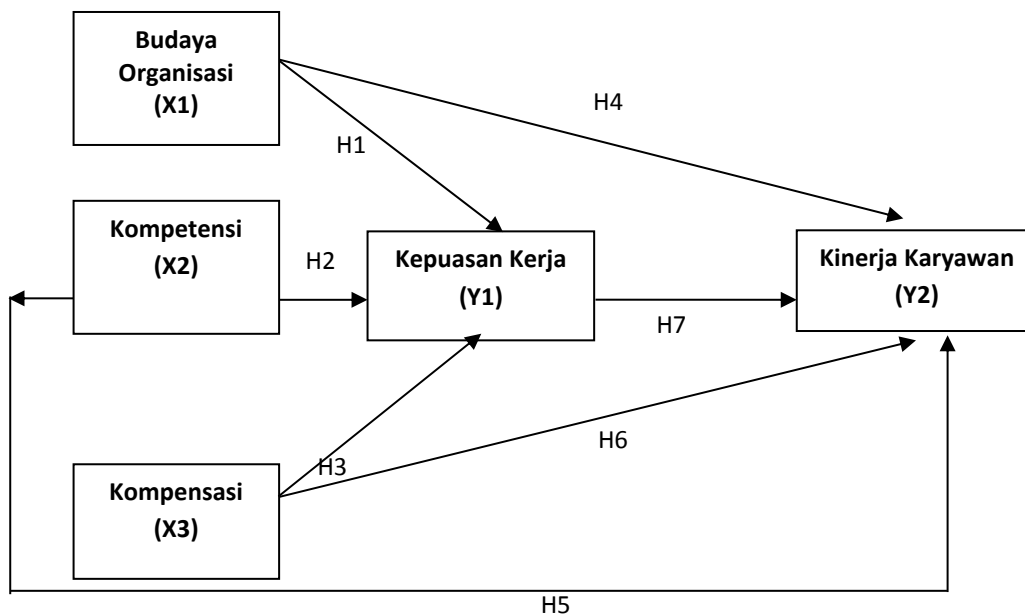 Budaya
Organisasi
(X1)
H4
H1
Kompetensi
(X2)
H2
Kepuasan Kerja
(Y1)
Kinerja Karyawan
(Y2)
H7
H6
H3
Kompensasi
(X3)
H5